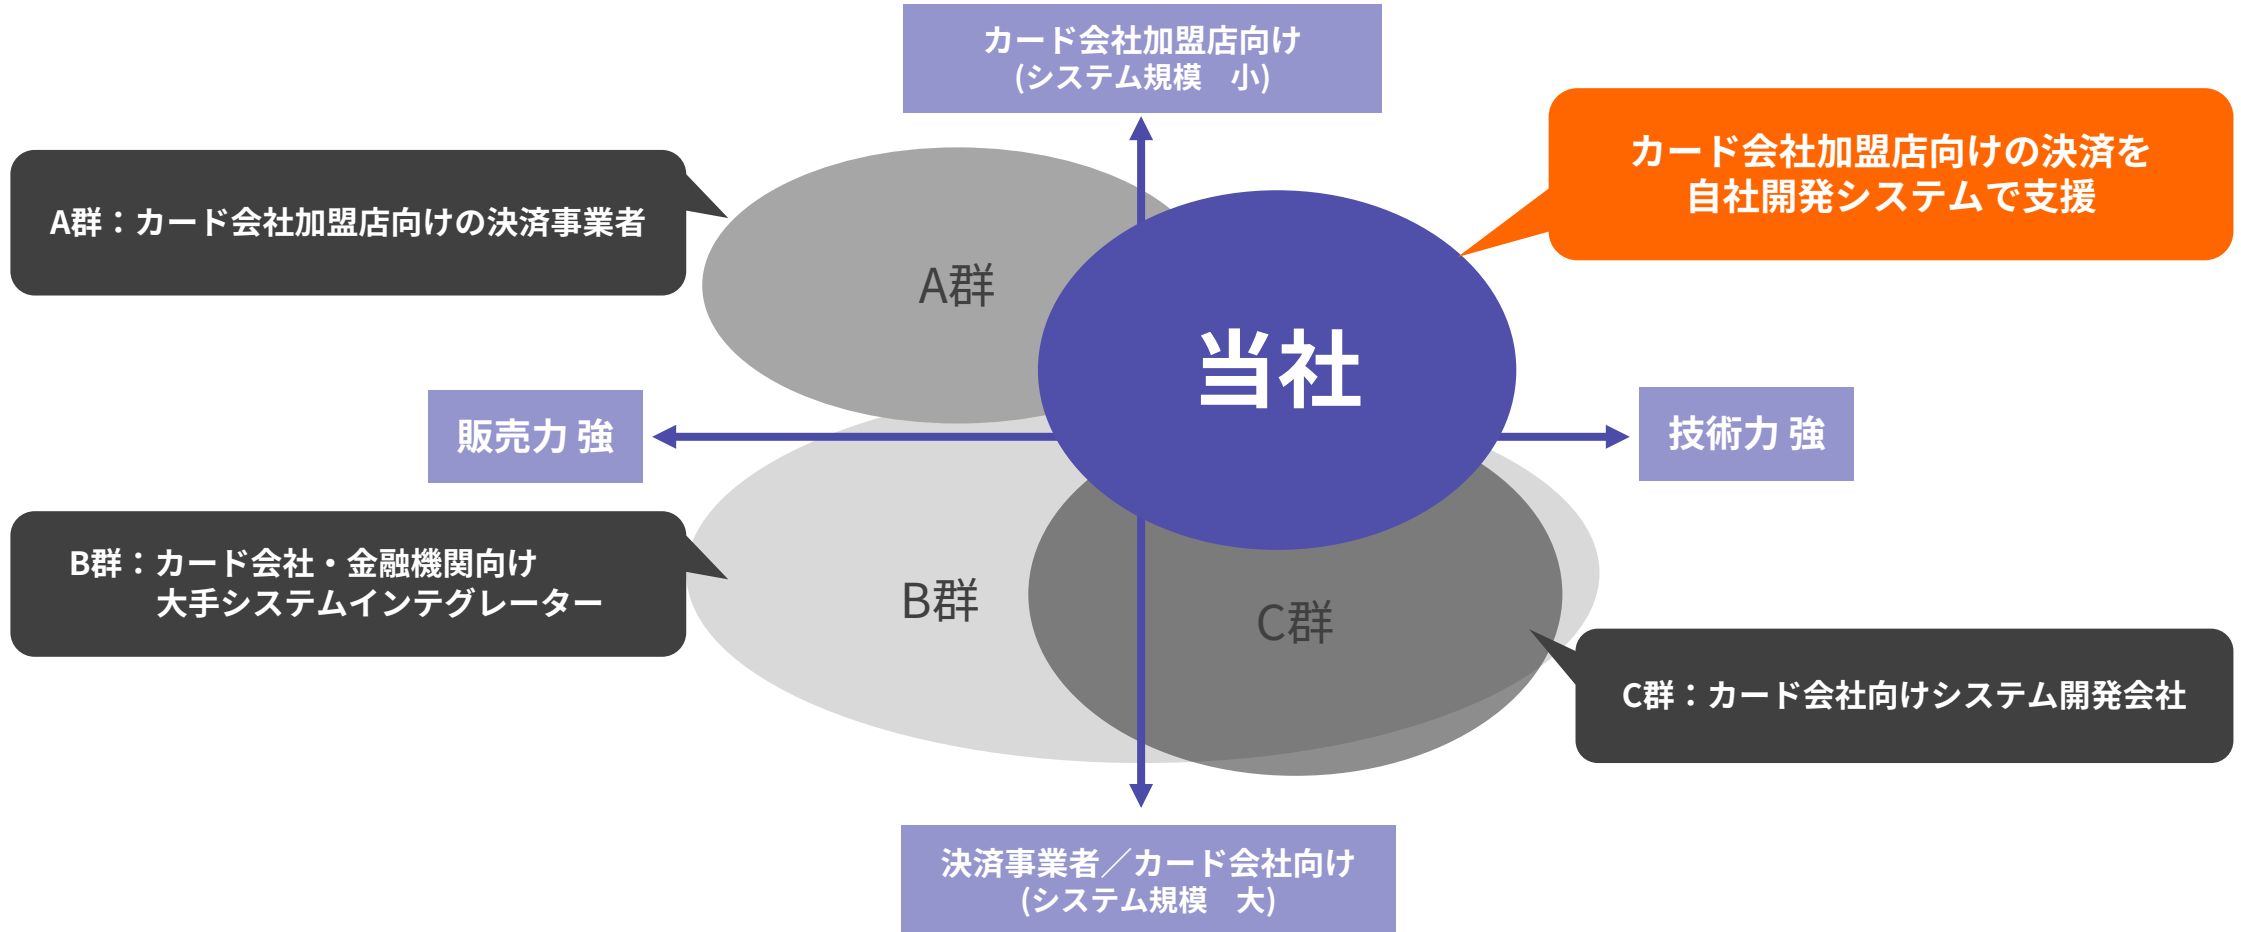 カード会社加盟店向け
(システム規模　小)
カード会社加盟店向けの決済を
自社開発システムで支援
A群：カード会社加盟店向けの決済事業者
A群
当社
販売力 強
技術力 強
B群：カード会社・金融機関向け
大手システムインテグレーター
B群
C群
C群：カード会社向けシステム開発会社
決済事業者／カード会社向け
(システム規模　大)